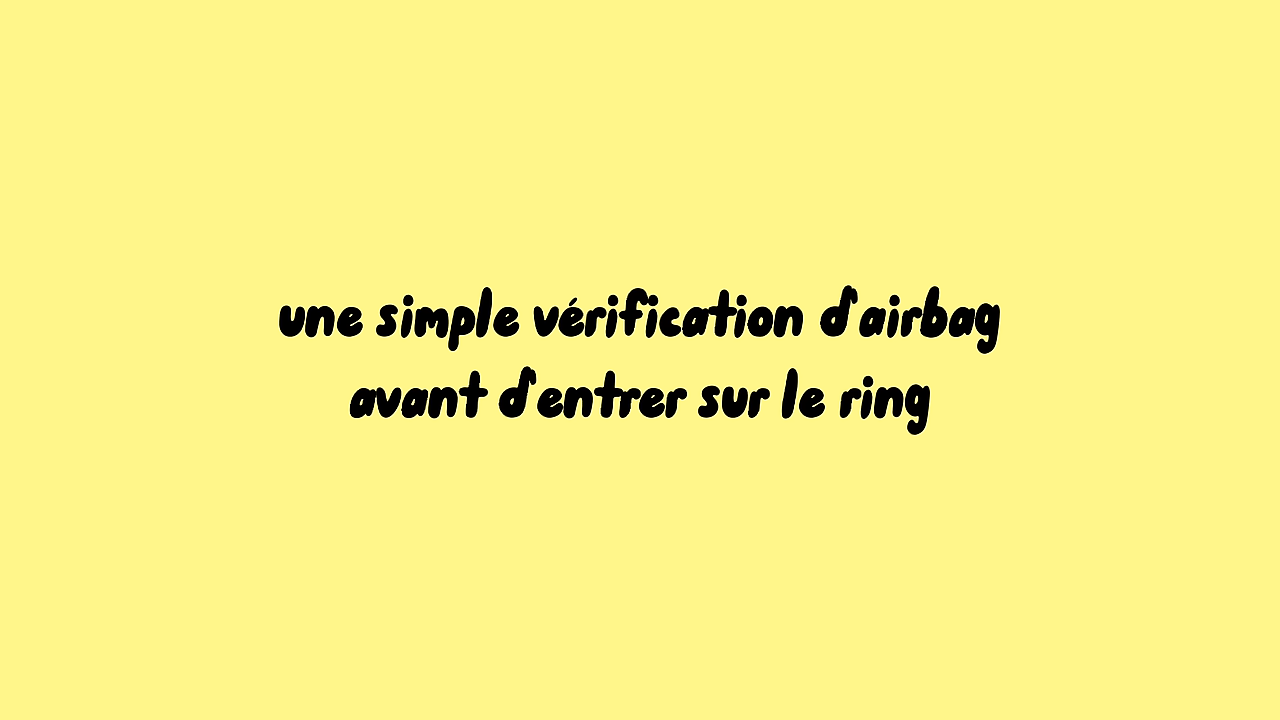 une simple vérification d'airbag
avant d'entrer sur le ring